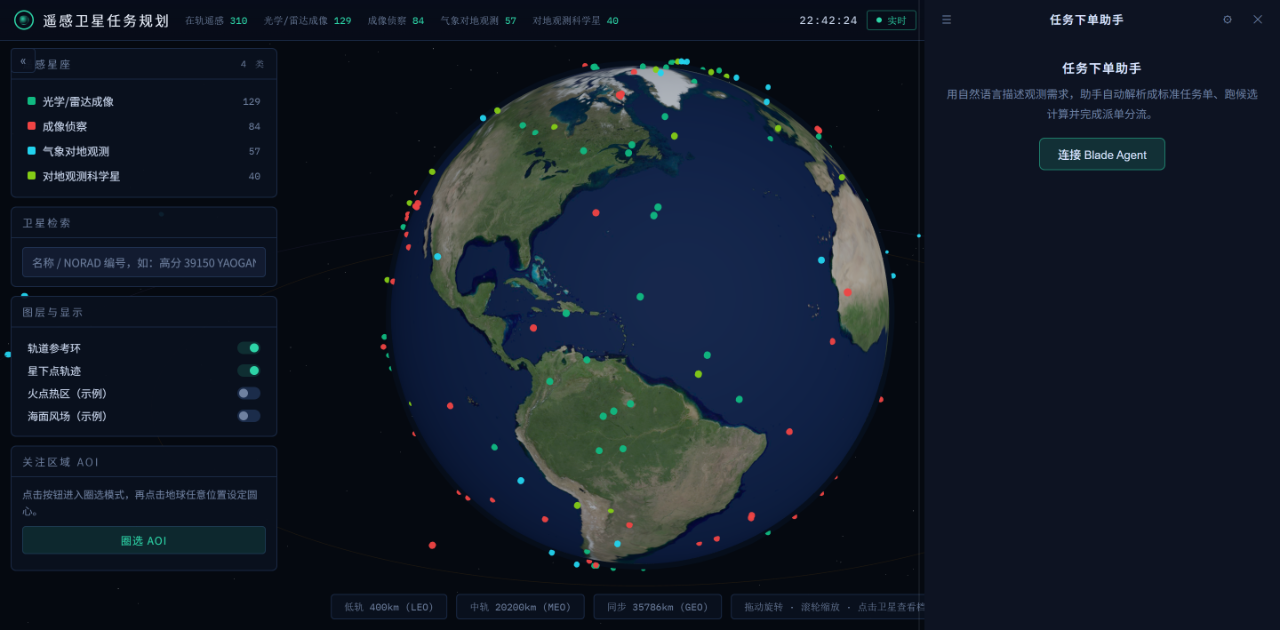 遥感卫星任务规划
在轨遥感 310 光学/雷达成像 129 成像侦察 84 气象对地观测 57 对地观测科学星 40
22:42:24
实时
«
感星座 4 类
光学/雷达成像 129
成像侦察 84
气象对地观测 57
对地观测科学星 40
卫星检索
名称 / NORAD 编号，如：高分 39150 YAOGAN
图层与显示
轨道参考环
星下点轨迹
火点热区（示例）
海面风场（示例）
关注区域 AOI
点击按钮进入圈选模式，再点击地球任意位置设定圆
心。
圈选 AOI
低轨 400km (LEO)
中轨 20200km (MEO)
同步 35786km (GEO)
拖动旋转 · 滚轮缩放 · 点击卫星查看
任务下单助手
任务下单助手
用自然语言描述观测需求，助手自动解析成标准任务单、跑候选
计算并完成派单分流。
连接 Blade Agent